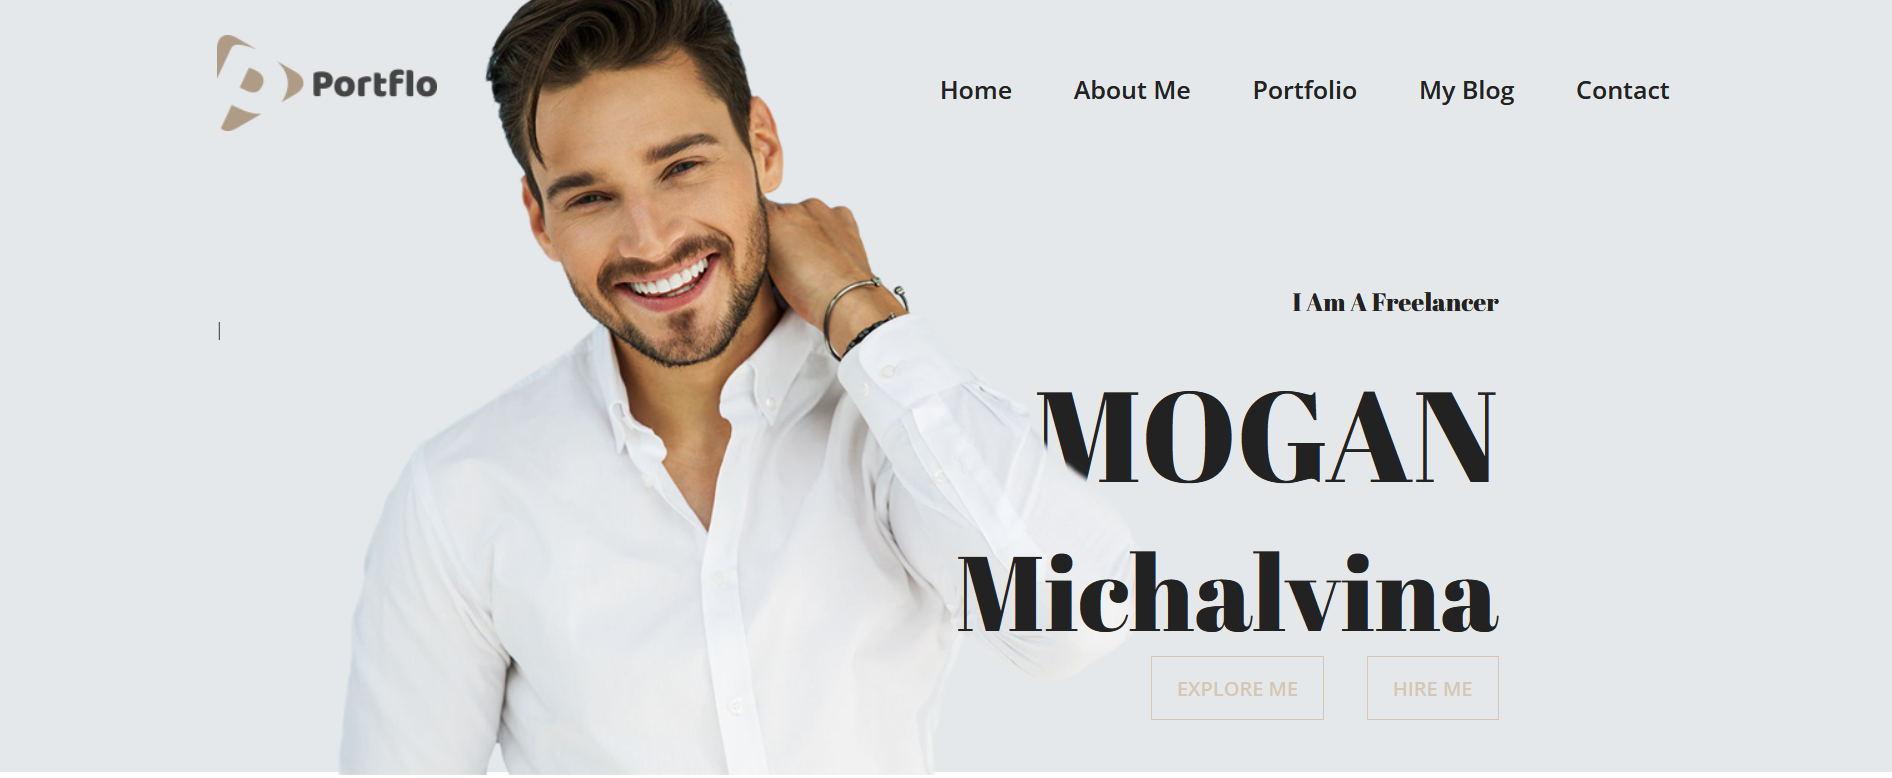 Portflo
Home About Me Portfolio My Blog Contact
I Am A Freelancer
MOGAN
Michalvina
EXPLORE ME HIRE ME